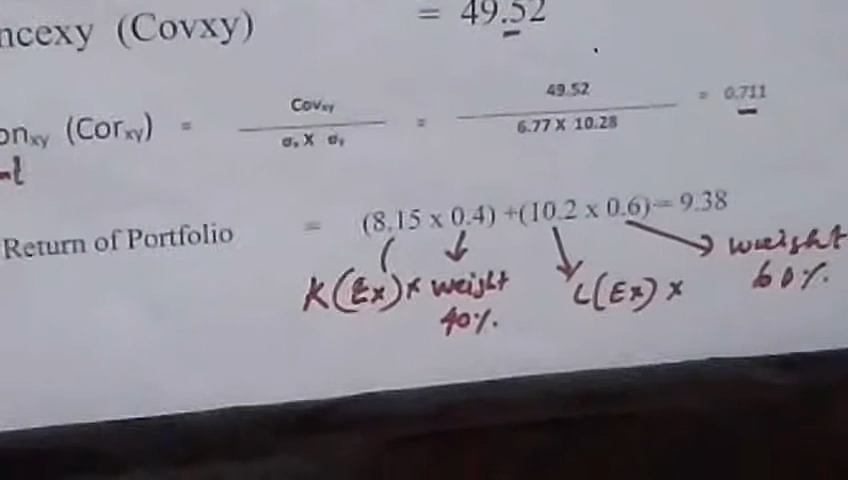 ncexy (Covxy) = 49.52
Covxy 49.52
onxy (Corxy) = = = 0.711
σx X σy 6.77 X 10.28
Return of Portfolio = (8.15 x 0.4) +(10.2 x 0.6)= 9.38
K(Ex) x weight L(Ex) x weight
40%. 60%.